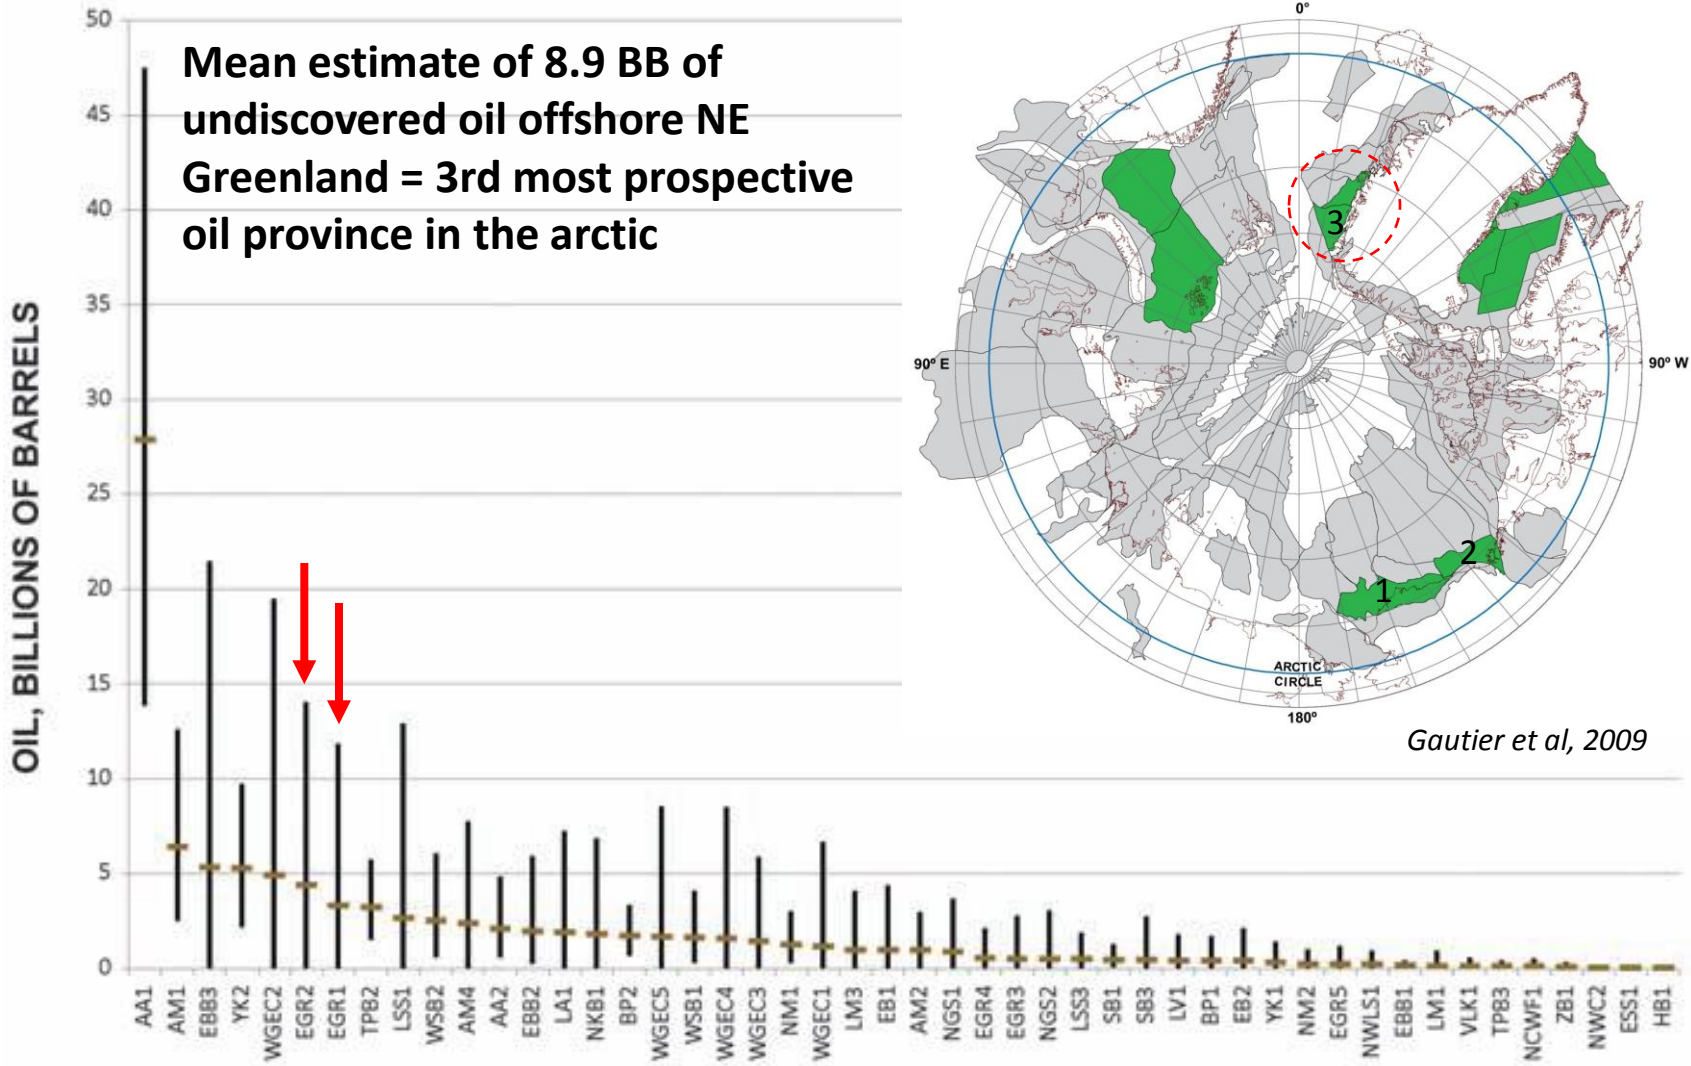 Mean estimate of 8.9 BB of
undiscovered oil offshore NE
Greenland = 3rd most prospective
oil province in the arctic
OIL, BILLIONS OF BARRELS
50
45
40
35
30
25
20
15
10
5
0
AA1
AM1
EBB3
YK2
WGEC2
EGR2
EGR1
TPB2
LSS1
WSB2
AM4
AA2
EBB2
LA1
NKB1
BP2
WGEC5
WSB1
WGEC4
WGEC3
NM1
WGEC1
LM3
EB1
AM2
NGS1
EGR4
EGR3
NGS2
LSS3
SB1
SB3
LV1
BP1
EB2
YK1
NM2
EGR5
NWLS1
EBB1
LM1
VLK1
TPB3
NCWF1
ZB1
NWC2
ESS1
HB1
0°
3
90° E
90° W
2
1
ARCTIC
CIRCLE
180°
Gautier et al, 2009